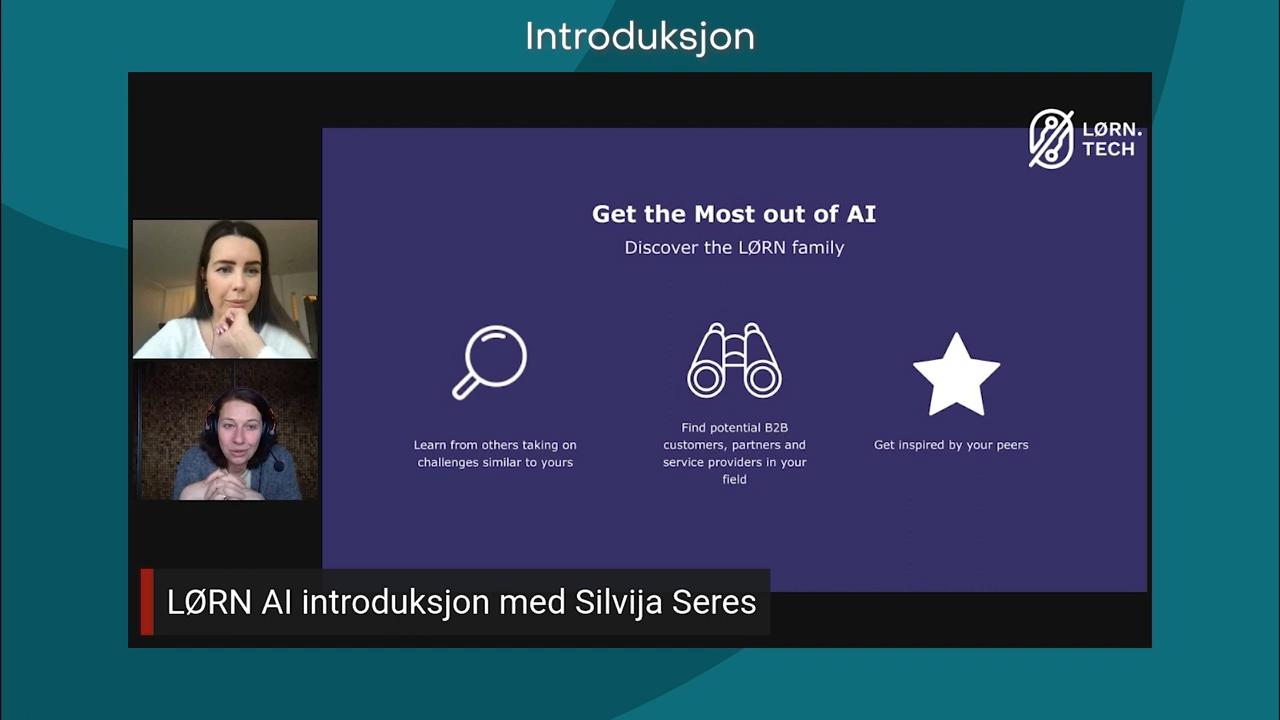 Introduksjon
LØRN.
TECH
Get the Most out of AI
Discover the LØRN family
Learn from others taking on
challenges similar to yours
Find potential B2B
customers, partners and
service providers in your
field
Get inspired by your peers
LØRN AI introduksjon med Silvija Seres